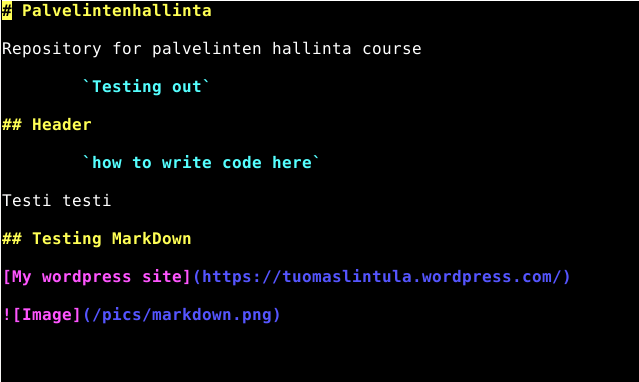 # Palvelintenhallinta
Repository for palvelinten hallinta course
`Testing out`
## Header
`how to write code here`
Testi testi
## Testing MarkDown
[My wordpress site](https://tuomaslintula.wordpress.com/)
![Image](/pics/markdown.png)